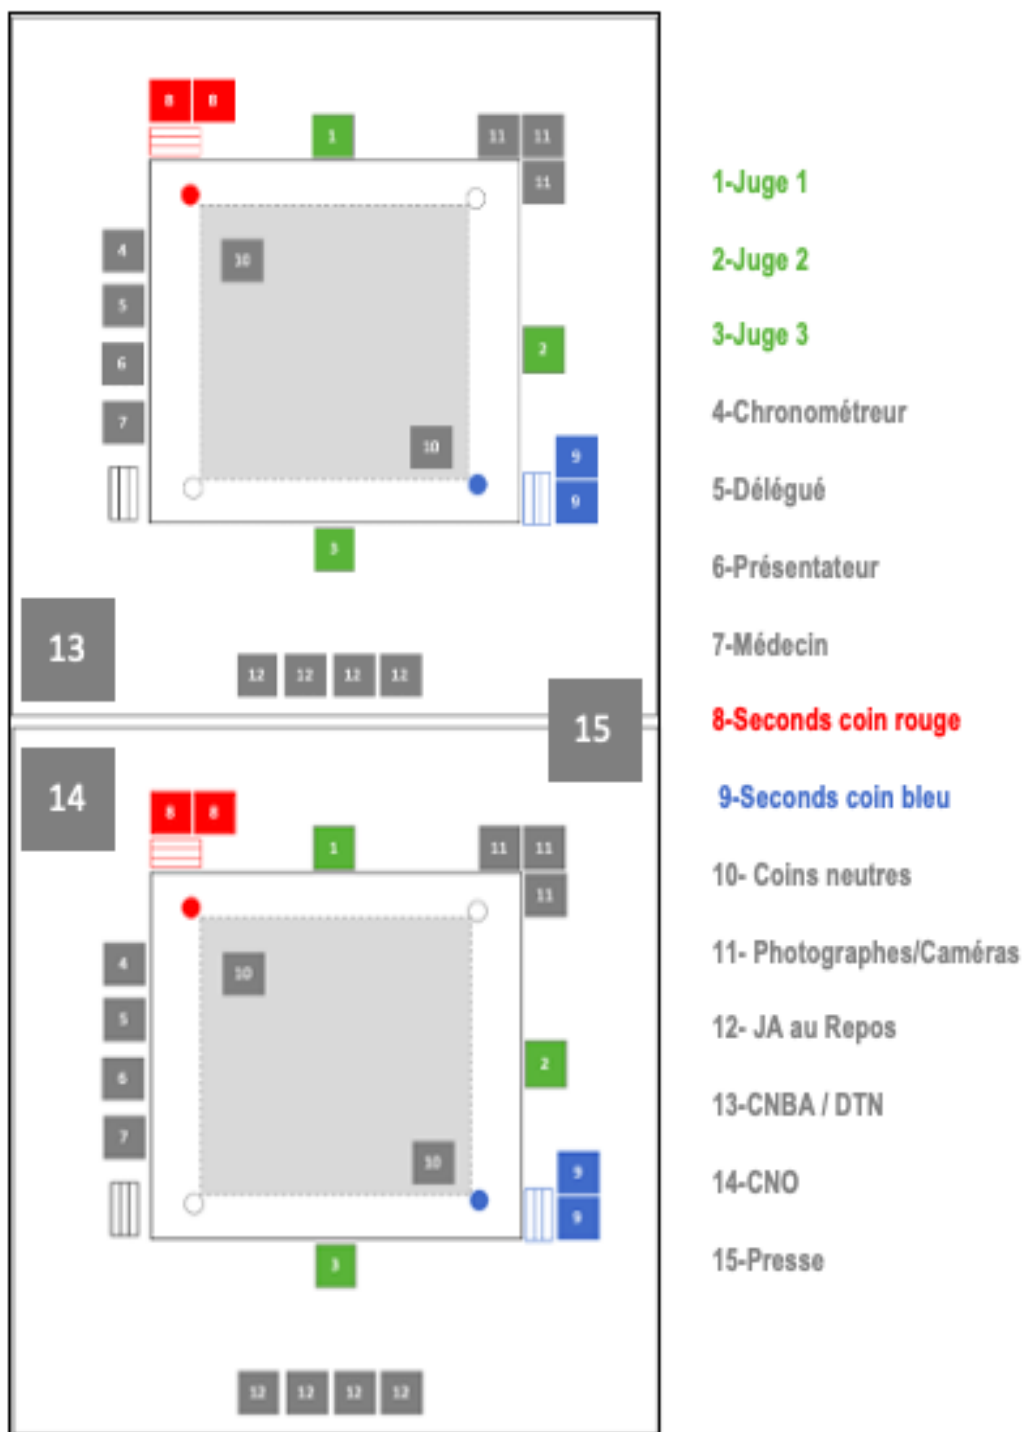 8 8
1
11 11
11
4
10
5
2
6
7
10
9
9
3
13
12 12 12 12
15
14
8 8
1
11 11
11
4
10
5
2
6
7
10
9
9
3
12 12 12 12
1-Juge 1
2-Juge 2
3-Juge 3
4-Chronométreur
5-Délégué
6-Présentateur
7-Médecin
8-Seconds coin rouge
9-Seconds coin bleu
10- Coins neutres
11- Photographes/Caméras
12- JA au Repos
13-CNBA / DTN
14-CNO
15-Presse